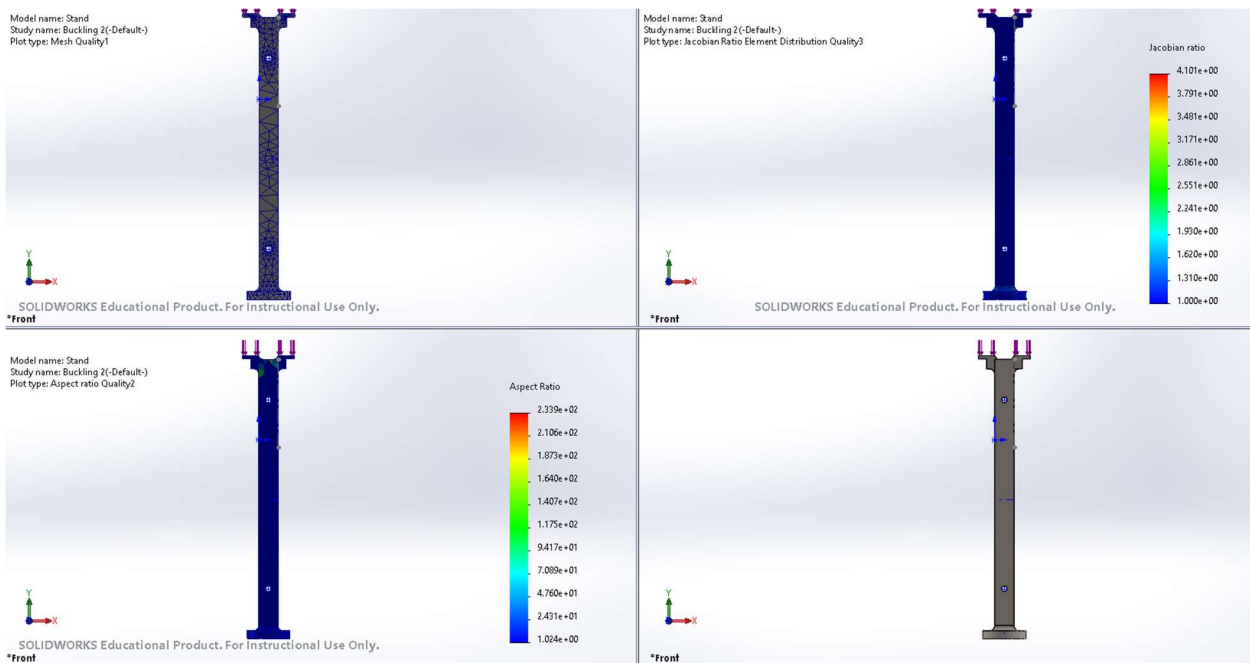 Model name: Stand
Study name: Buckling 2(-Default-)
Plot type: Mesh Quality1
Y
X
SOLIDWORKS Educational Product. For Instructional Use Only.
*Front
Model name: Stand
Study name: Buckling 2(-Default-)
Plot type: Jacobian Ratio Element Distribution Quality3
Jacobian ratio
4.101e+00
3.791e+00
3.481e+00
3.171e+00
2.861e+00
2.551e+00
2.241e+00
1.930e+00
1.620e+00
1.310e+00
1.000e+00
Y
X
SOLIDWORKS Educational Product. For Instructional Use Only.
*Front
Model name: Stand
Study name: Buckling 2(-Default-)
Plot type: Aspect ratio Quality2
Aspect Ratio
2.339e+02
2.106e+02
1.873e+02
1.640e+02
1.407e+02
1.175e+02
9.417e+01
7.089e+01
4.760e+01
2.431e+01
1.024e+00
Y
X
SOLIDWORKS Educational Product. For Instructional Use Only.
*Front
Y
X
*Front